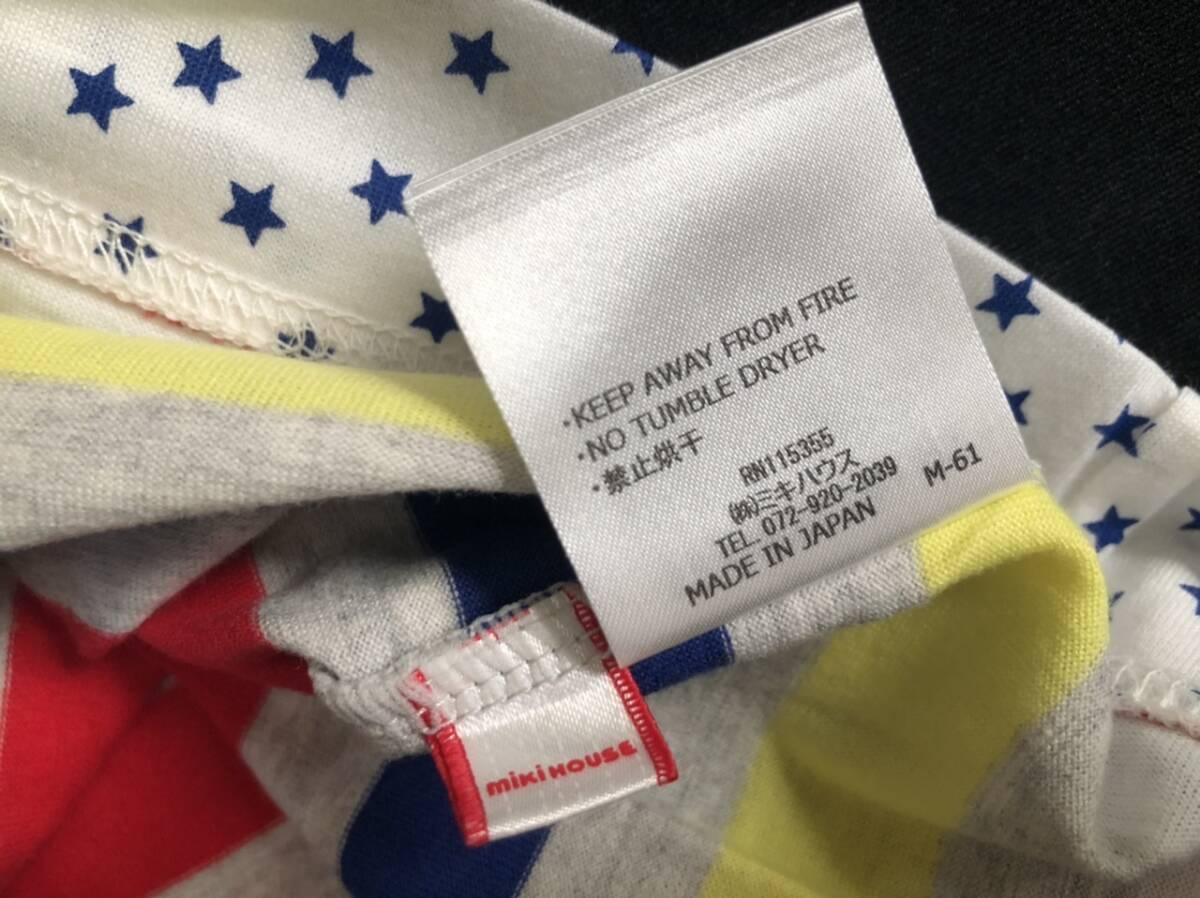 ·KEEP AWAY FROM FIRE
·NO TUMBLE DRYER
·禁止烘干
RN115355
㈱ミキハウス
TEL 072-920-2039
MADE IN JAPAN
M-61
miki HOUSE